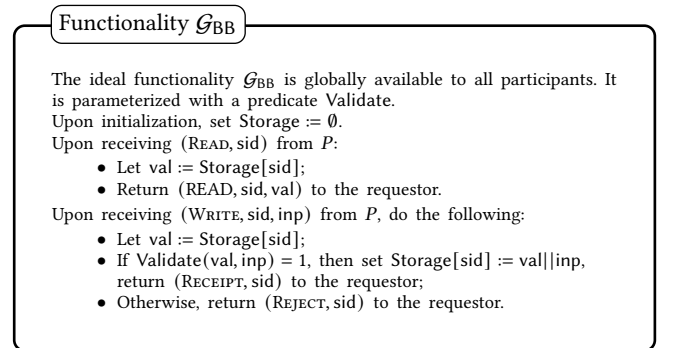 Functionality 𝒢BB
The ideal functionality 𝒢BB is globally available to all participants. It
is parameterized with a predicate Validate.
Upon initialization, set Storage := ∅.
Upon receiving (READ, sid) from P:
• Let val := Storage[sid];
• Return (READ, sid, val) to the requestor.
Upon receiving (WRITE, sid, inp) from P, do the following:
• Let val := Storage[sid];
• If Validate(val, inp) = 1, then set Storage[sid] := val||inp,
return (RECEIPT, sid) to the requestor;
• Otherwise, return (REJECT, sid) to the requestor.